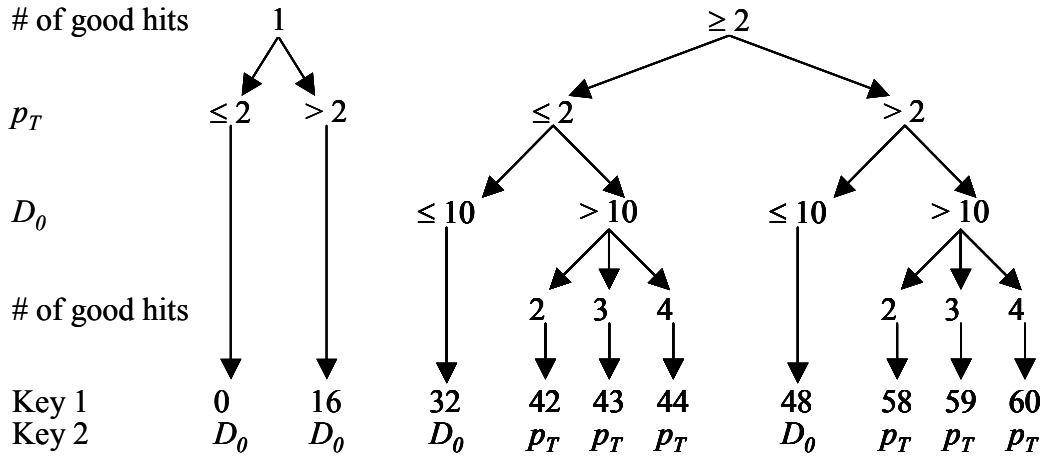 # of good hits 1 ≥ 2
p_T ≤ 2 > 2 ≤ 2 > 2
D_0 ≤ 10 > 10 ≤ 10 > 10
# of good hits 2 3 4 2 3 4
Key 1 0 16 32 42 43 44 48 58 59 60
Key 2 D_0 D_0 D_0 p_T p_T p_T D_0 p_T p_T p_T